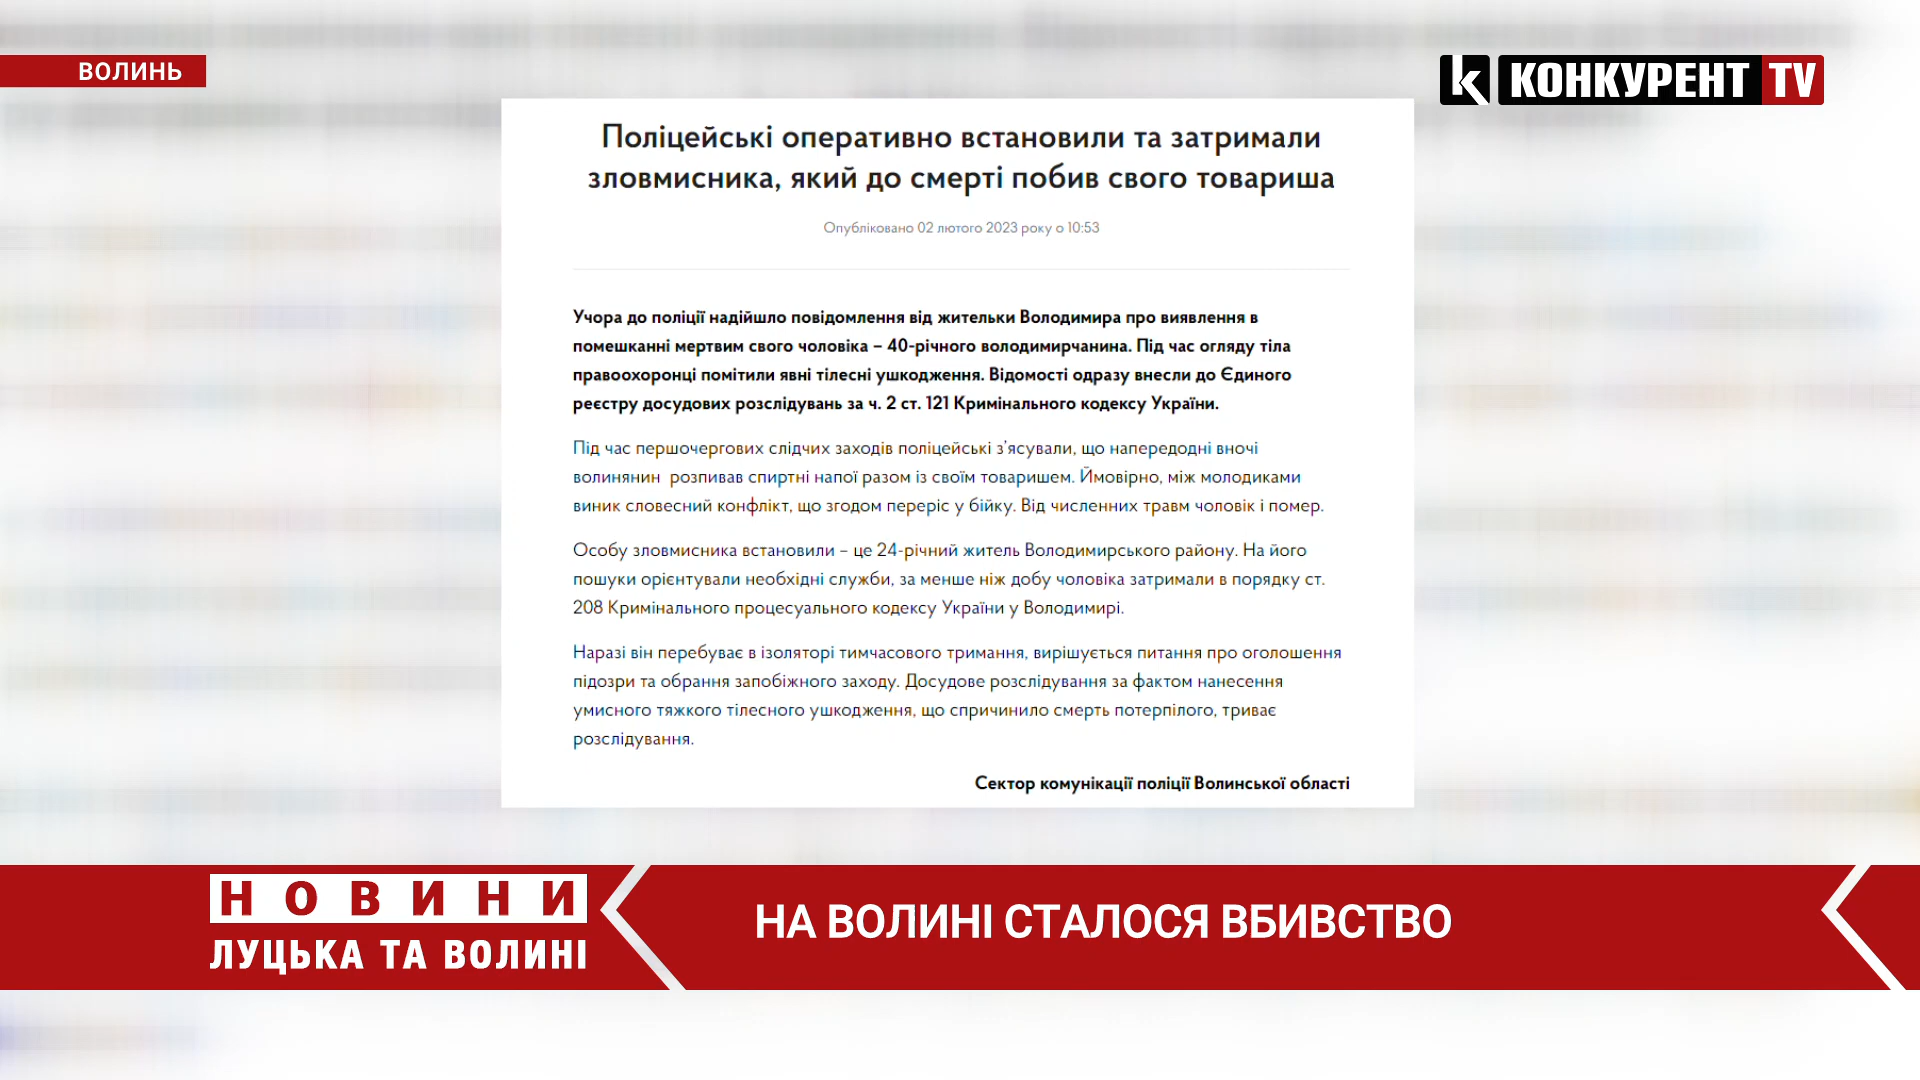 ВОЛИНЬ
k КОНКУРЕНТ TV
Поліцейські оперативно встановили та затримали
зловмисника, який до смерті побив свого товариша
Опубліковано 02 лютого 2023 року о 10:53
Учора до поліції надійшло повідомлення від жительки Володимира про виявлення в
помешканні мертвим свого чоловіка – 40-річного володимирчанина. Під час огляду тіла
правоохоронці помітили явні тілесні ушкодження. Відомості одразу внесли до Єдиного
реєстру досудових розслідувань за ч. 2 ст. 121 Кримінального кодексу України.
Під час першочергових слідчих заходів поліцейські з’ясували, що напередодні вночі
волинянин розпивав спиртні напої разом із своїм товаришем. Ймовірно, між молодиками
виник словесний конфлікт, що згодом переріс у бійку. Від численних травм чоловік і помер.
Особу зловмисника встановили – це 24-річний житель Володимирського району. На його
пошуки орієнтували необхідні служби, за менше ніж добу чоловіка затримали в порядку ст.
208 Кримінального процесуального кодексу України у Володимирі.
Наразі він перебуває в ізоляторі тимчасового тримання, вирішується питання про оголошення
підозри та обрання запобіжного заходу. Досудове розслідування за фактом нанесення
умисного тяжкого тілесного ушкодження, що спричинило смерть потерпілого, триває
розслідування.
Сектор комунікації поліції Волинської області
НОВИНИ
ЛУЦЬКА ТА ВОЛИНІ
НА ВОЛИНІ СТАЛОСЯ ВБИВСТВО